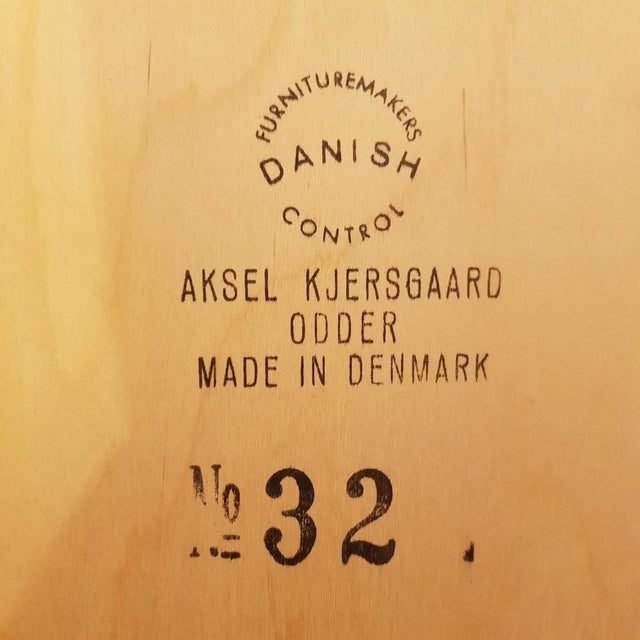 FURNITUREMAKERS
DANISH
CONTROL
AKSEL KJERSGAARD
ODDER
MADE IN DENMARK
No 32